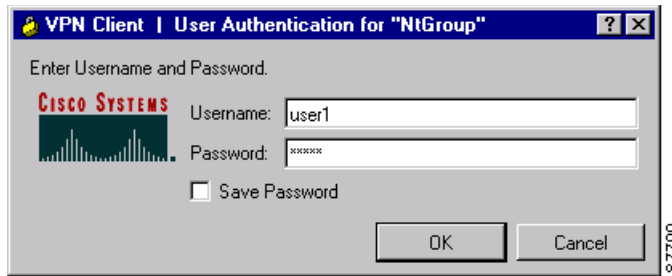 VPN Client | User Authentication for "NtGroup"
Enter Username and Password.
CISCO SYSTEMS
Username: user1
Password: *****
Save Password
OK Cancel